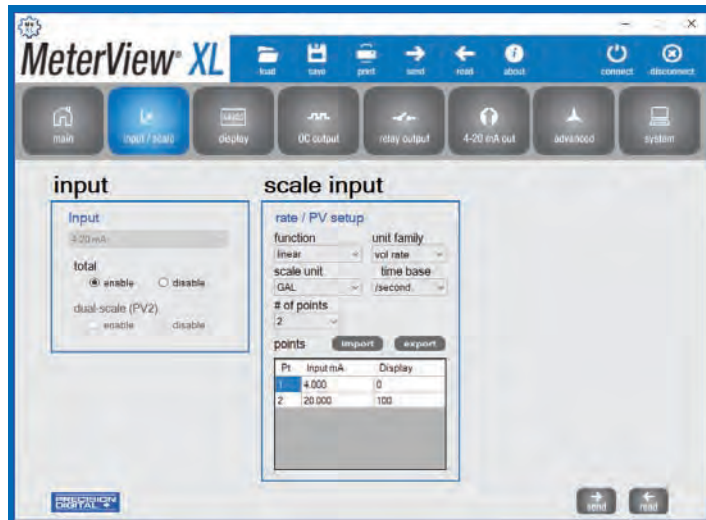 MeterView® XL
load save print send read about connect disconnect
main input / scale display OC output relay output 4-20 mA out advanced system
input
Input
4-20 mA
total
enable disable
dual-scale (PV2)
enable disable
scale input
rate / PV setup
function unit family
linear vol rate
scale unit time base
GAL /second
# of points
2
points import export
Pt Input mA Display
1 4.000 0
2 20.000 100
PRECISION
DIGITAL
send read